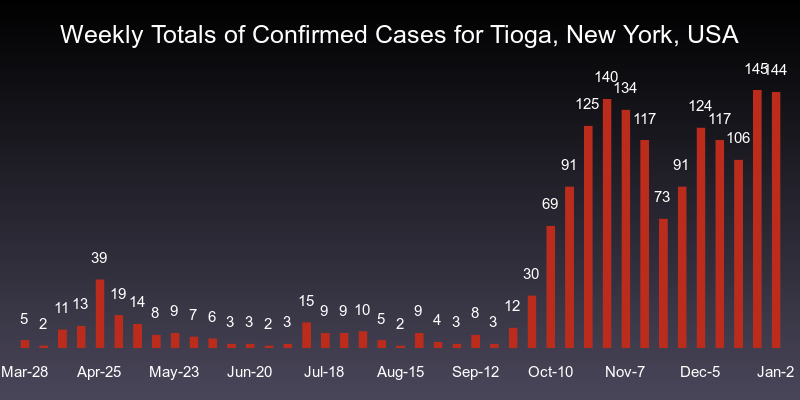 Weekly Totals of Confirmed Cases for Tioga, New York, USA
5 2 11 13 39 19 14 8 9 7 6 3 3 2 3 15 9 9 10 5 2 9 4 3 8 3 12 30 69 91 125 140 134 117 73 91 124 117 106 145 144
Mar-28 Apr-25 May-23 Jun-20 Jul-18 Aug-15 Sep-12 Oct-10 Nov-7 Dec-5 Jan-2